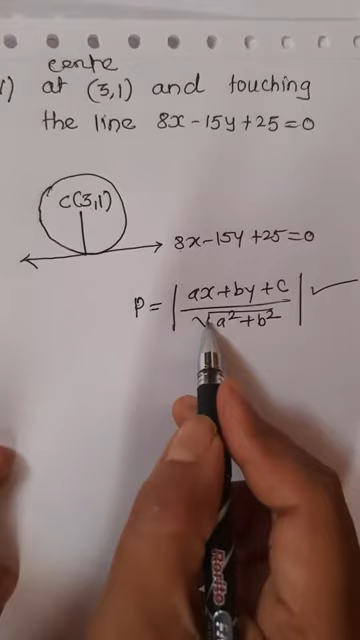 centre
at (3,1) and touching
the line 8x-15y+25=0
C(3,1)
8x-15y+25=0
P = | ax+by+c / √a²+b² | ✓
Rorito